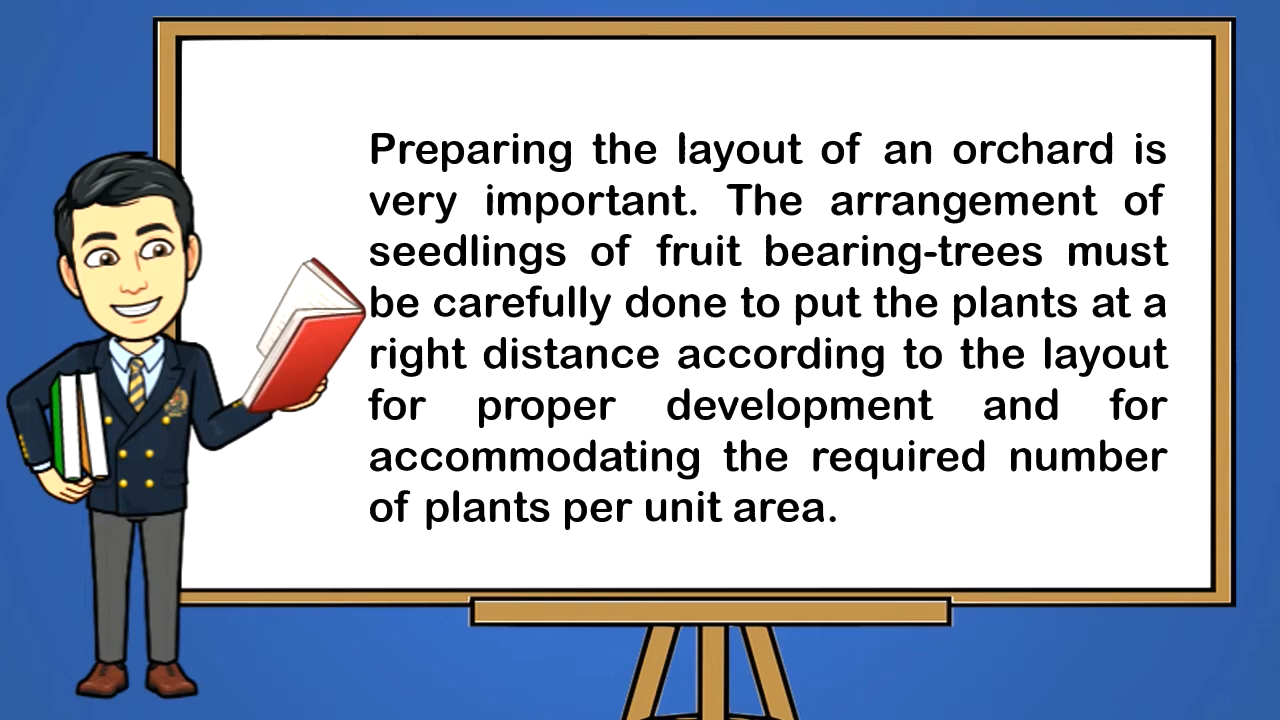 Preparing the layout of an orchard is
very important. The arrangement of
seedlings of fruit bearing-trees must
be carefully done to put the plants at a
right distance according to the layout
for proper development and for
accommodating the required number
of plants per unit area.